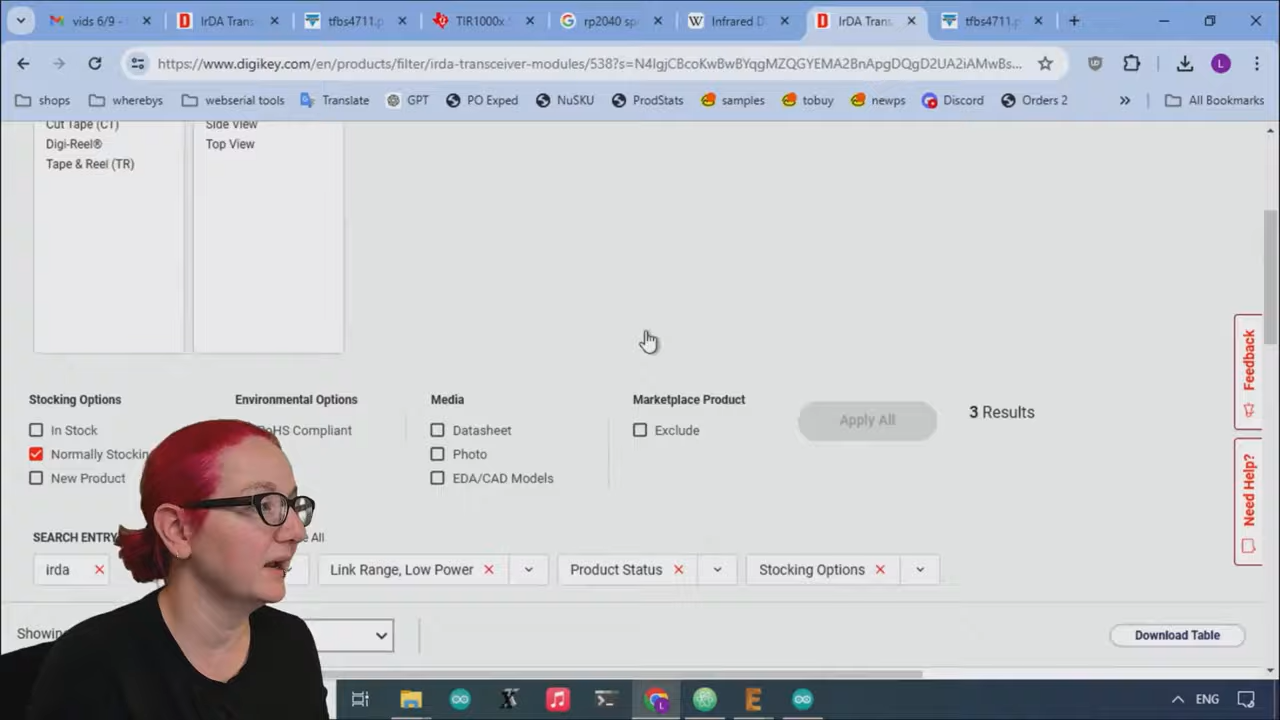 vids 6/9 -
IrDA Trans
tfbs4711.p
TIR1000x
rp2040 sp
Infrared D
IrDA Trans
tfbs4711.p
https://www.digikey.com/en/products/filter/irda-transceiver-modules/538?s=N4IgjCBcoKwBwBYqgMZQGYEMA2BnApgDQgD2UA2iAMwBs...
shops
wherebys
webserial tools
Translate
GPT
PO Exped
NuSKU
ProdStats
samples
tobuy
newps
Discord
Orders 2
All Bookmarks
Cut Tape (CT)
Digi-Reel®
Tape & Reel (TR)
Side View
Top View
Stocking Options
In Stock
Normally Stockin
New Product
Environmental Options
RoHS Compliant
Media
Datasheet
Photo
EDA/CAD Models
Marketplace Product
Exclude
Apply All
3 Results
Feedback
Need Help?
SEARCH ENTRY
All
irda
Link Range, Low Power
Product Status
Stocking Options
Showin
Download Table
ENG